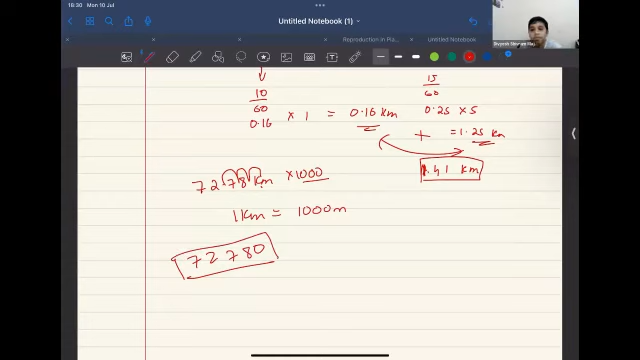 18:30 Mon 10 Jul
Untitled Notebook (1)
Reproduction in Pla
Untitled Notebook
10
60
0.16
× 1 = 0.16 km
15
60
0.25 × 5
+ = 1.25 km
1.41 km
72.78 km × 1000
1 km = 1000m
72780